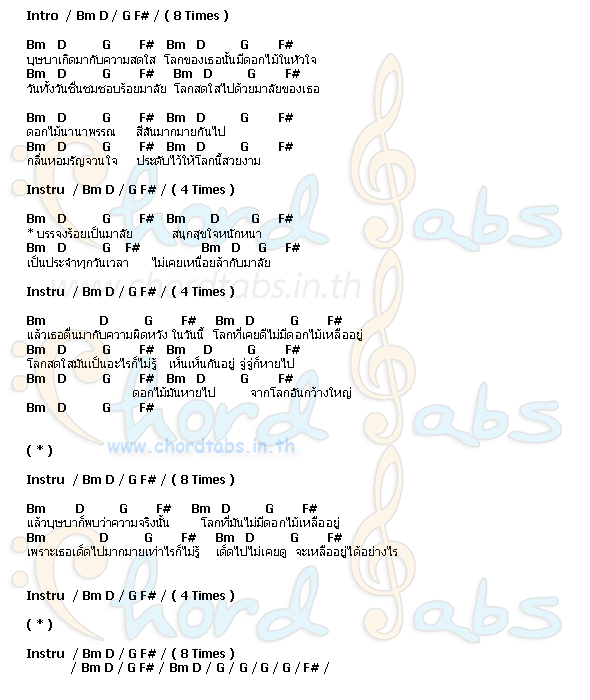 Intro / Bm D / G F# / ( 8 Times )
Bm D G F# Bm D G F#
บุษบาเกิดมากับความสดใส โลกของเธอนั้นมีดอกไม้ในหัวใจ
Bm D G F# Bm D G F#
วันทั้งวันชื่นชมชอบร้อยมาลัย โลกสดใสไปด้วยมาลัยของเธอ
Bm D G F# Bm D G F#
ดอกไม้นานาพรรณ สีสันมากมายกันไป
Bm D G F# Bm D G F#
กลิ่นหอมรัญจวนใจ ประดับไว้ให้โลกนี้สวยงาม
Instru / Bm D / G F# / ( 4 Times )
Bm D G F# Bm D G F#
* บรรจงร้อยเป็นมาลัย สนุกสุขใจหนักหนา
Bm D G F# Bm D G F#
เป็นประจำทุกวันเวลา ไม่เคยเหนื่อยล้ากับมาลัย
www.chordtabs.in.th
Instru / Bm D / G F# / ( 4 Times )
Bm D G F# Bm D G F#
แล้วเธอตื่นมากับความผิดหวัง ในวันนี้ โลกที่เคยดีไม่มีดอกไม้เหลืออยู่
Bm D G F# Bm D G F#
โลกสดใสมันเป็นอะไรก็ไม่รู้ เห็นเห็นกันอยู่ จู่จู่ก็หายไป
Bm D G F# Bm D G F#
ดอกไม้มันหายไป จากโลกอันกว้างใหญ่
Bm D G F#
( * )
www.chordtabs.in.th
Instru / Bm D / G F# / ( 8 Times )
Bm D G F# Bm D G F#
แล้วบุษบาก็พบว่าความจริงนั้น โลกที่มันไม่มีดอกไม้เหลืออยู่
Bm D G F# Bm D G F#
เพราะเธอเด็ดไปมากมายเท่าไรก็ไม่รู้ เด็ดไปไม่เคยดู จะเหลืออยู่ได้อย่างไร
Instru / Bm D / G F# / ( 4 Times )
( * )
Instru / Bm D / G F# / ( 8 Times )
/ Bm D / G F# / Bm D / G / G / G / G / F# /
Chord Tabs
Chord Tabs